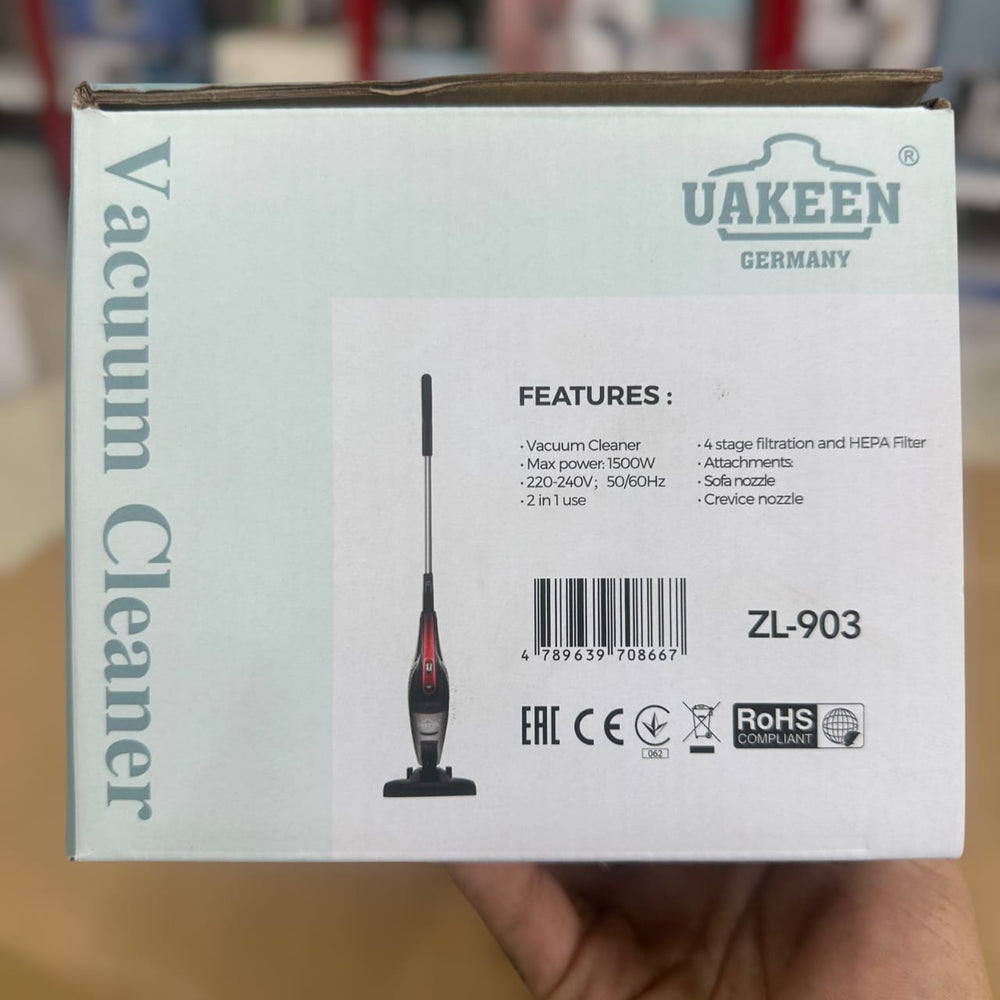 Vacuum Cleaner
UAKEEN ®
GERMANY
FEATURES :
· Vacuum Cleaner
· Max power: 1500W
· 220-240V; 50/60Hz
· 2 in 1 use
· 4 stage filtration and HEPA Filter
· Attachments:
· Sofa nozzle
· Crevice nozzle
4 789639 708667
ZL-903
EAC CE
062
RoHS
COMPLIANT